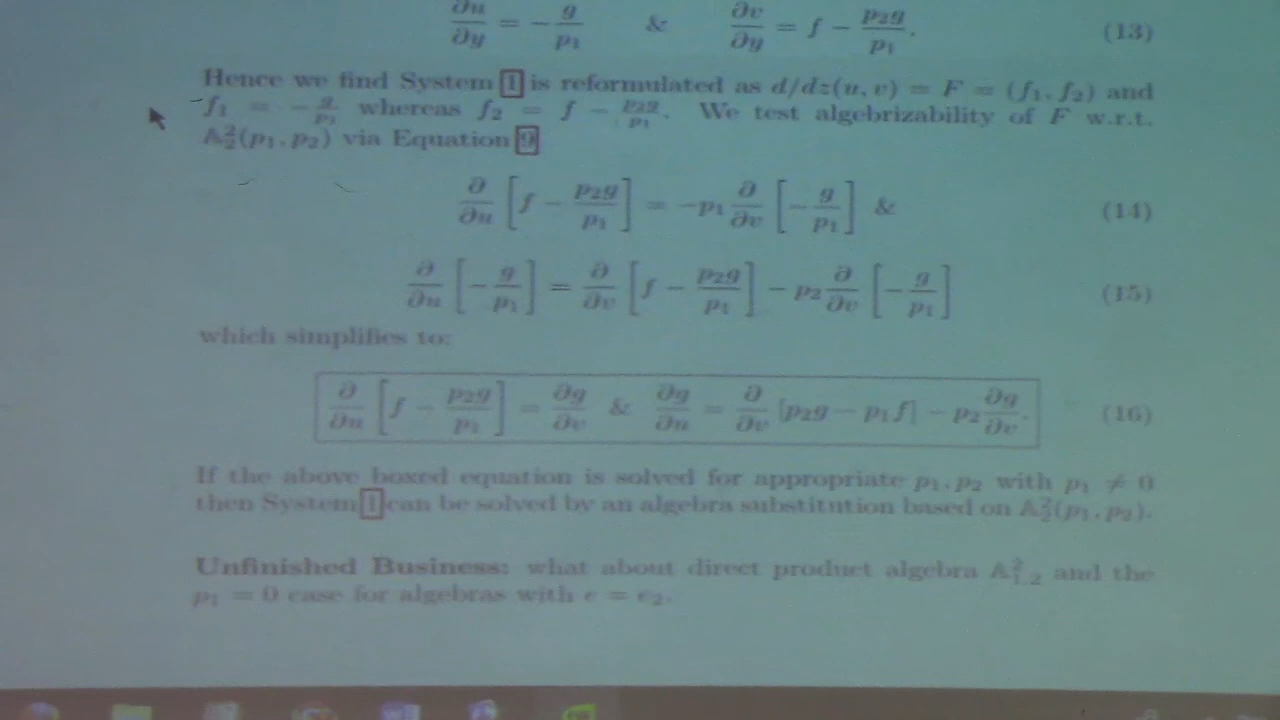 ∂u/∂y = − g/p₁ & ∂v/∂y = f − p₂g/p₁. (13)
Hence we find System 1 is reformulated as d/dz(u, v) = F = (f₁, f₂) and
f₁ = − g/p₁ whereas f₂ = f − p₂g/p₁. We test algebrizability of F w.r.t.
𝔸²₂(p₁, p₂) via Equation 9
∂/∂u [f − p₂g/p₁] = −p₁ ∂/∂v [− g/p₁] & (14)
∂/∂u [− g/p₁] = ∂/∂v [f − p₂g/p₁] − p₂ ∂/∂v [− g/p₁] (15)
which simplifies to:
∂/∂u [f − p₂g/p₁] = ∂g/∂v & ∂g/∂u = ∂/∂v [p₂g − p₁f] − p₂ ∂g/∂v. (16)
If the above boxed equation is solved for appropriate p₁, p₂ with p₁ ≠ 0
then System 1 can be solved by an algebra substitution based on 𝔸²₂(p₁, p₂).
Unfinished Business: what about direct product algebra 𝔸²₁,₂ and the
p₁ = 0 case for algebras with e = e₂.